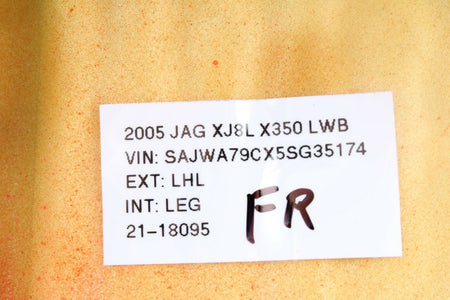 2005 JAG XJ8L X350 LWB
VIN: SAJWA79CX5SG35174
EXT: LHL
INT: LEG
21-18095
FR